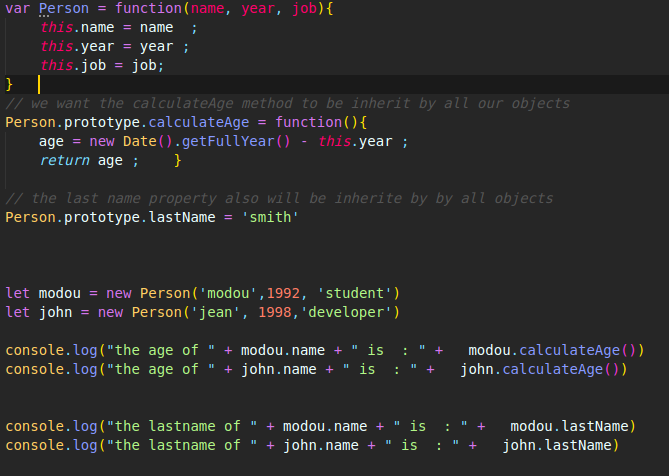 var Person = function(name, year, job){
this.name = name  ;
this.year = year ;
this.job = job;
}
// we want the calculateAge method to be inherit by all our objects
Person.prototype.calculateAge = function(){
age = new Date().getFullYear() - this.year ;
return age ;    }
// the last name property also will be inherite by by all objects
Person.prototype.lastName = 'smith'
let modou = new Person('modou',1992, 'student')
let john = new Person('jean', 1998,'developer')
console.log("the age of " + modou.name + " is  : " +   modou.calculateAge())
console.log("the age of " + john.name + " is  : " +   john.calculateAge())
console.log("the lastname of " + modou.name + " is  : " +   modou.lastName)
console.log("the lastname of " + john.name + " is  : " +   john.lastName)